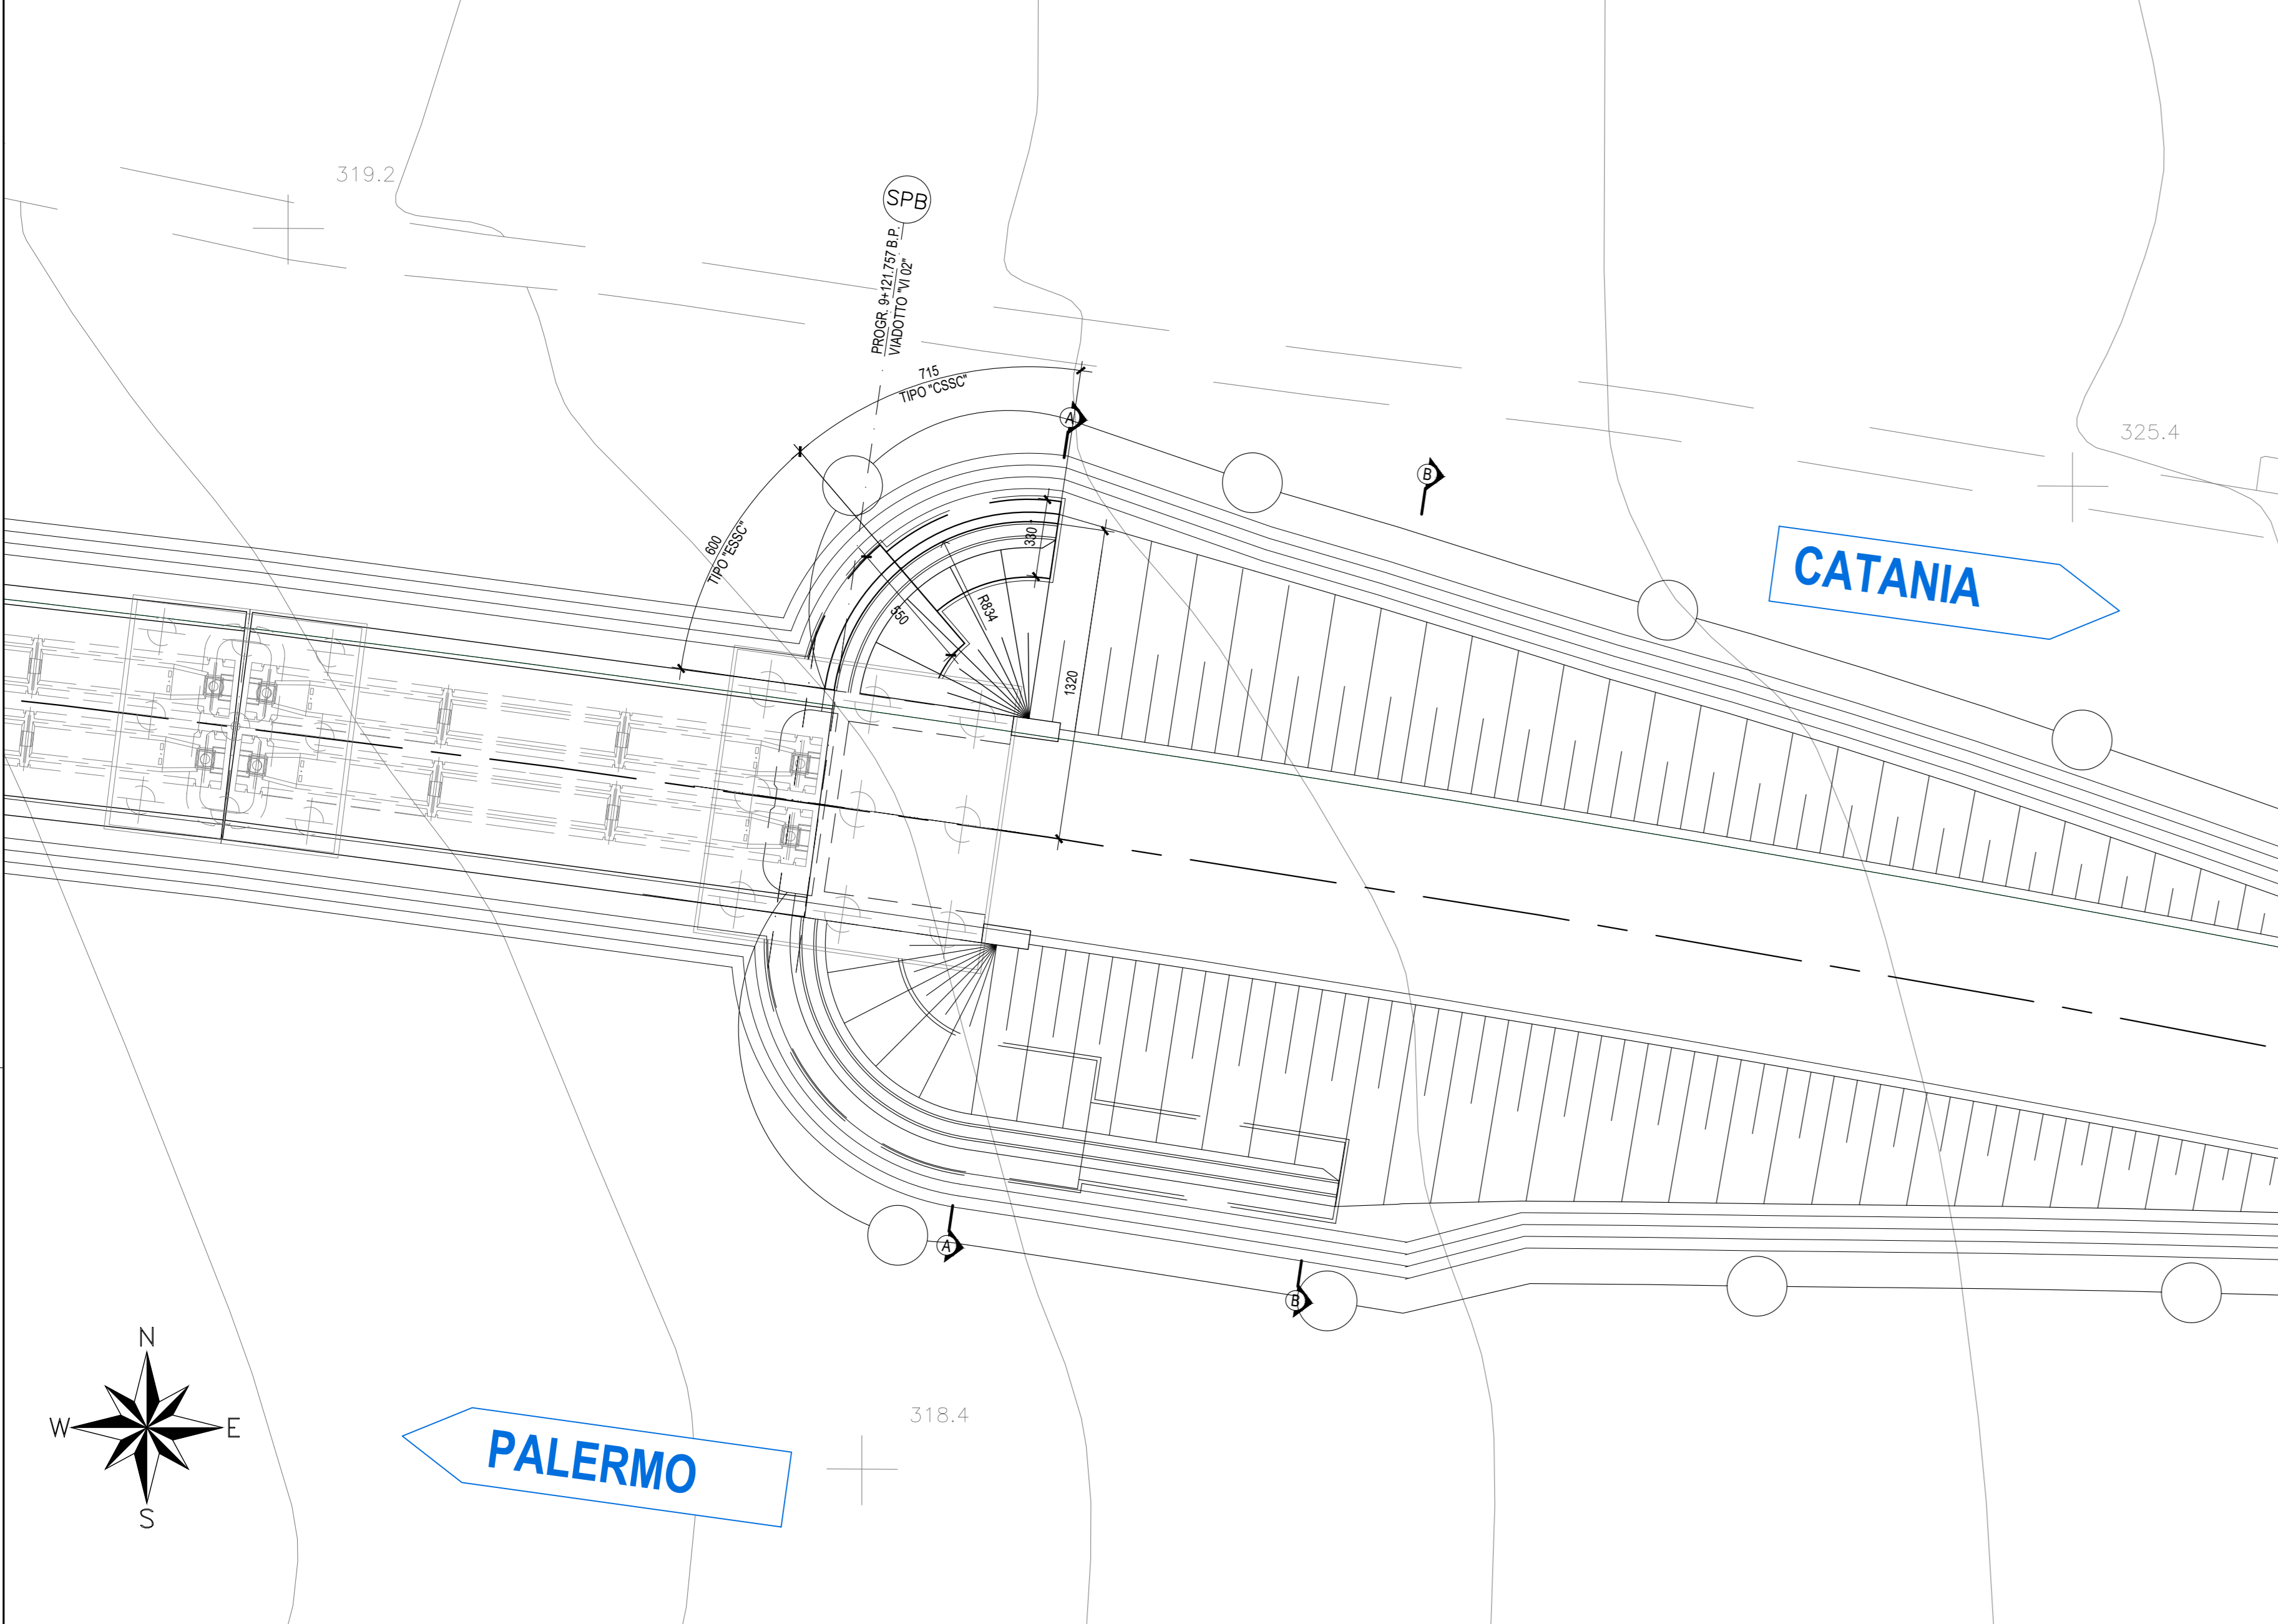 319.2
SPB
PROGR. 9+121.757 B.P.
VIADOTTO "VI 02"
715
TIPO "CSSC"
A
325.4
B
600
TIPO "ESSC"
330
CATANIA
550
R834
1320
A
B
N
W
E
S
318.4
PALERMO